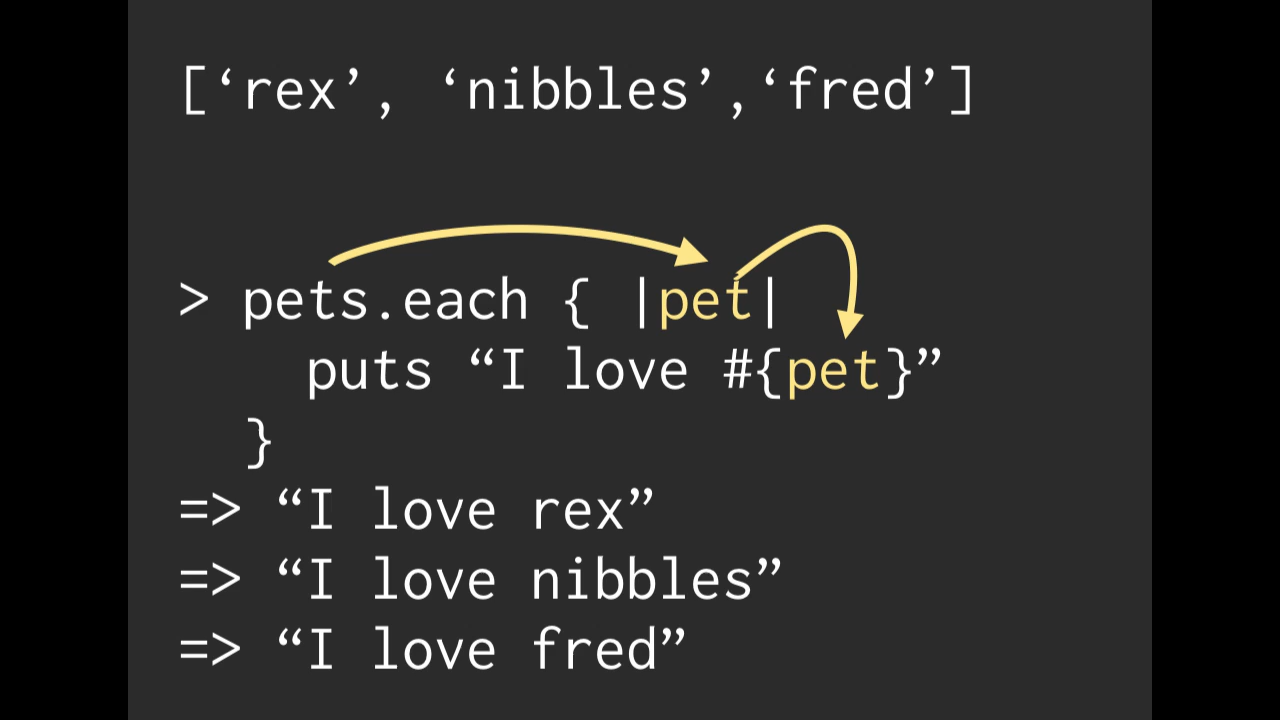 [‘rex’, ‘nibbles’,‘fred’]
> pets.each { |pet|
puts “I love #{pet}”
}
=> “I love rex”
=> “I love nibbles”
=> “I love fred”